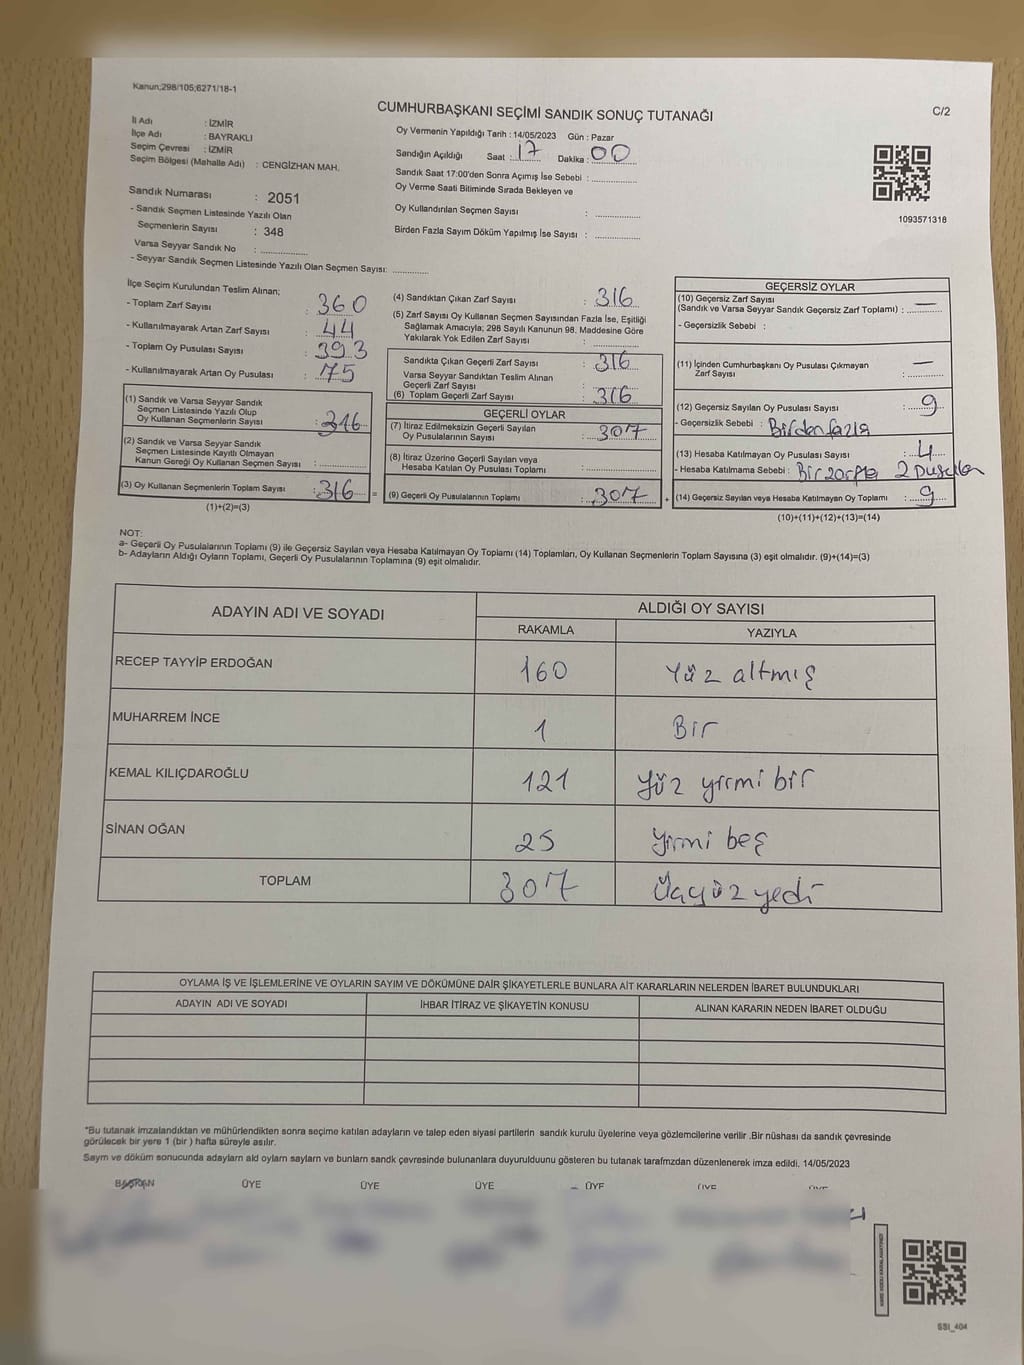 Kanun;298/105;6271/18-1
CUMHURBAŞKANI SEÇİMİ SANDIK SONUÇ TUTANAĞI
C/2
İl Adı : İZMİR
İlçe Adı : BAYRAKLI
Seçim Çevresi : İZMİR
Seçim Bölgesi (Mahalle Adı) : CENGİZHAN MAH.
Sandık Numarası : 2051
- Sandık Seçmen Listesinde Yazılı Olan
Seçmenlerin Sayısı : 348
Varsa Seyyar Sandık No :
- Seyyar Sandık Seçmen Listesinde Yazılı Olan Seçmen Sayısı:
Oy Vermenin Yapıldığı Tarih : 14/05/2023 Gün : Pazar
Sandığın Açıldığı Saat : 17 Dakika : 00
Sandık Saat 17:00'den Sonra Açımış İse Sebebi :
Oy Verme Saati Bitiminde Sırada Bekleyen ve
Oy Kullandırılan Seçmen Sayısı :
Birden Fazla Sayım Döküm Yapılmış İse Sayısı :
1093571318
İlçe Seçim Kurulundan Teslim Alınan;
- Toplam Zarf Sayısı : 360
- Kullanılmayarak Artan Zarf Sayısı : 44
- Toplam Oy Pusulası Sayısı : 393
- Kullanılmayarak Artan Oy Pusulası : 75
(1) Sandık ve Varsa Seyyar Sandık
Seçmen Listesinde Yazılı Olup
Oy Kullanan Seçmenlerin Sayısı : 316
(2) Sandık ve Varsa Seyyar Sandık
Seçmen Listesinde Kayıtlı Olmayan
Kanun Gereği Oy Kullanan Seçmen Sayısı :
(3) Oy Kullanan Seçmenlerin Toplam Sayısı : 316 =
(1)+(2)=(3)
(4) Sandıktan Çıkan Zarf Sayısı : 316
(5) Zarf Sayısı Oy Kullanan Seçmen Sayısından Fazla İse, Eşitliği
Sağlamak Amacıyla; 298 Sayılı Kanunun 98. Maddesine Göre
Yakılarak Yok Edilen Zarf Sayısı :
Sandıkta Çıkan Geçerli Zarf Sayısı : 316
Varsa Seyyar Sandıktan Teslim Alınan
Geçerli Zarf Sayısı :
(6) Toplam Geçerli Zarf Sayısı : 316
GEÇERLİ OYLAR
(7) İtiraz Edilmeksizin Geçerli Sayılan
Oy Pusulalarının Sayısı : 307
(8) İtiraz Üzerine Geçerli Sayılan veya
Hesaba Katılan Oy Pusulası Toplamı :
(9) Geçerli Oy Pusulalarının Toplamı : 307 +
GEÇERSİZ OYLAR
(10) Geçersiz Zarf Sayısı
(Sandık ve Varsa Seyyar Sandık Geçersiz Zarf Toplamı) : —
- Geçersizlik Sebebi :
(11) İçinden Cumhurbaşkanı Oy Pusulası Çıkmayan
Zarf Sayısı : —
(12) Geçersiz Sayılan Oy Pusulası Sayısı : 9
- Geçersizlik Sebebi : Birden fazla
(13) Hesaba Katılmayan Oy Pusulası Sayısı : 4
- Hesaba Katılmama Sebebi : Bir zarfta 2 pusula
(14) Geçersiz Sayılan veya Hesaba Katılmayan Oy Toplamı : 9
(10)+(11)+(12)+(13)=(14)
NOT:
a- Geçerli Oy Pusulalarının Toplamı (9) ile Geçersiz Sayılan veya Hesaba Katılmayan Oy Toplamı (14) Toplamları, Oy Kullanan Seçmenlerin Toplam Sayısına (3) eşit olmalıdır. (9)+(14)=(3)
b- Adayların Aldığı Oyların Toplamı, Geçerli Oy Pusulalarının Toplamına (9) eşit olmalıdır.
ADAYIN ADI VE SOYADI
ALDIĞI OY SAYISI
RAKAMLA YAZIYLA
RECEP TAYYİP ERDOĞAN 160 Yüz altmış
MUHARREM İNCE 1 Bir
KEMAL KILIÇDAROĞLU 121 Yüz yirmi bir
SİNAN OĞAN 25 Yirmi beş
TOPLAM 307 Üçyüz yedi
OYLAMA İŞ VE İŞLEMLERİNE VE OYLARIN SAYIM VE DÖKÜMÜNE DAİR ŞİKAYETLERLE BUNLARA AİT KARARLARIN NELERDEN İBARET BULUNDUKLARI
ADAYIN ADI VE SOYADI İHBAR İTİRAZ VE ŞİKAYETİN KONUSU ALINAN KARARIN NEDEN İBARET OLDUĞU
*Bu tutanak imzalandıktan ve mühürlendikten sonra seçime katılan adayların ve talep eden siyasi partilerin sandık kurulu üyelerine veya gözlemcilerine verilir .Bir nüshası da sandık çevresinde
görülecek bir yere 1 (bir ) hafta süreyle asılır.
Sayım ve döküm sonucunda adayların ald oyların sayların ve bunların sandk çevresinde bulunanlara duyurulduunu gösteren bu tutanak tarafmzdan düzenlenerek imza edildi. 14/05/2023
BAŞKAN ÜYE ÜYE ÜYE ÜYE ÜYE ÜYE
SSI_404